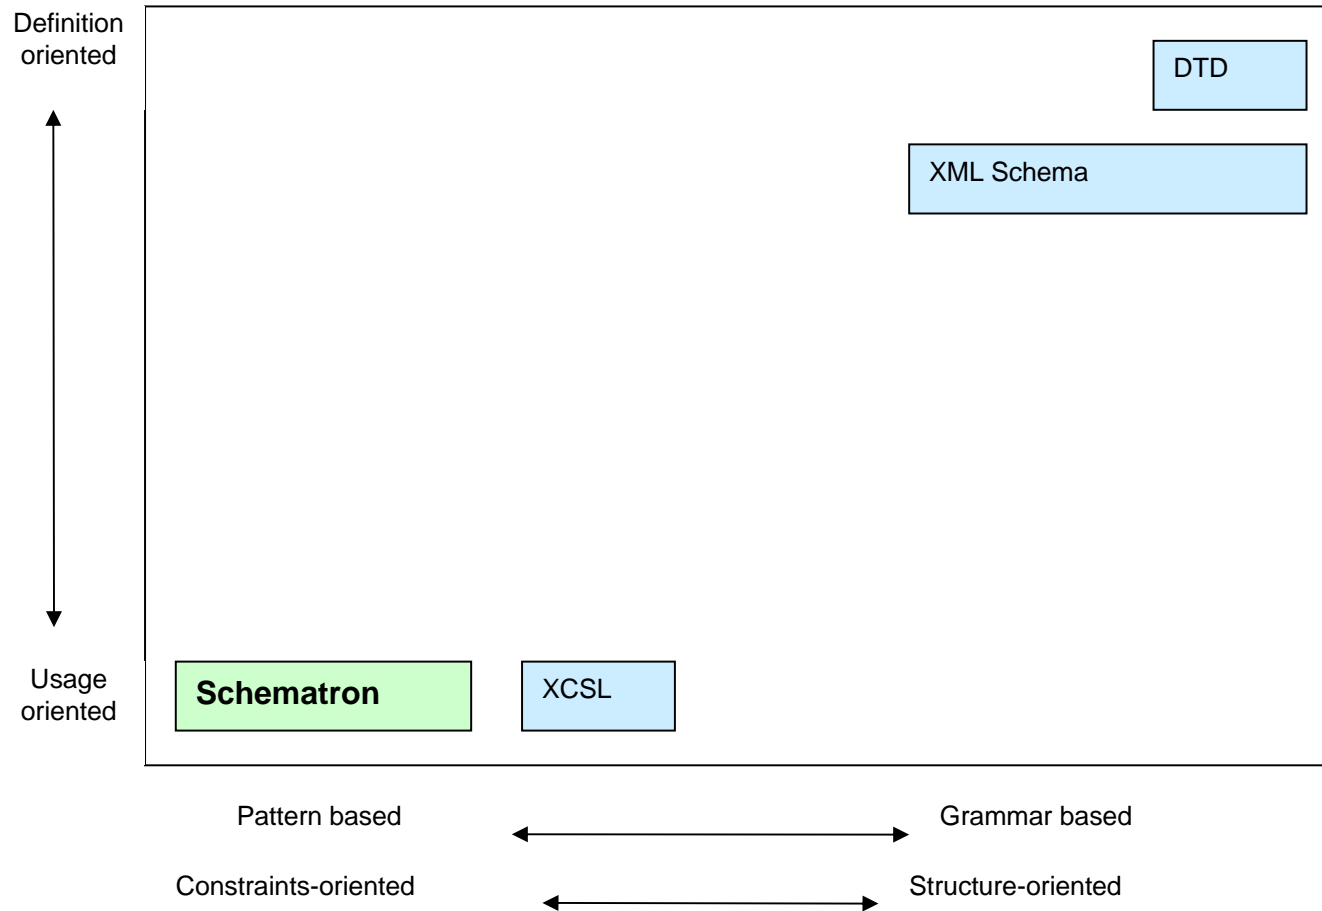 Definition
oriented
DTD
XML Schema
Usage
oriented
Schematron
XCSL
Pattern based
Grammar based
Constraints-oriented
Structure-oriented